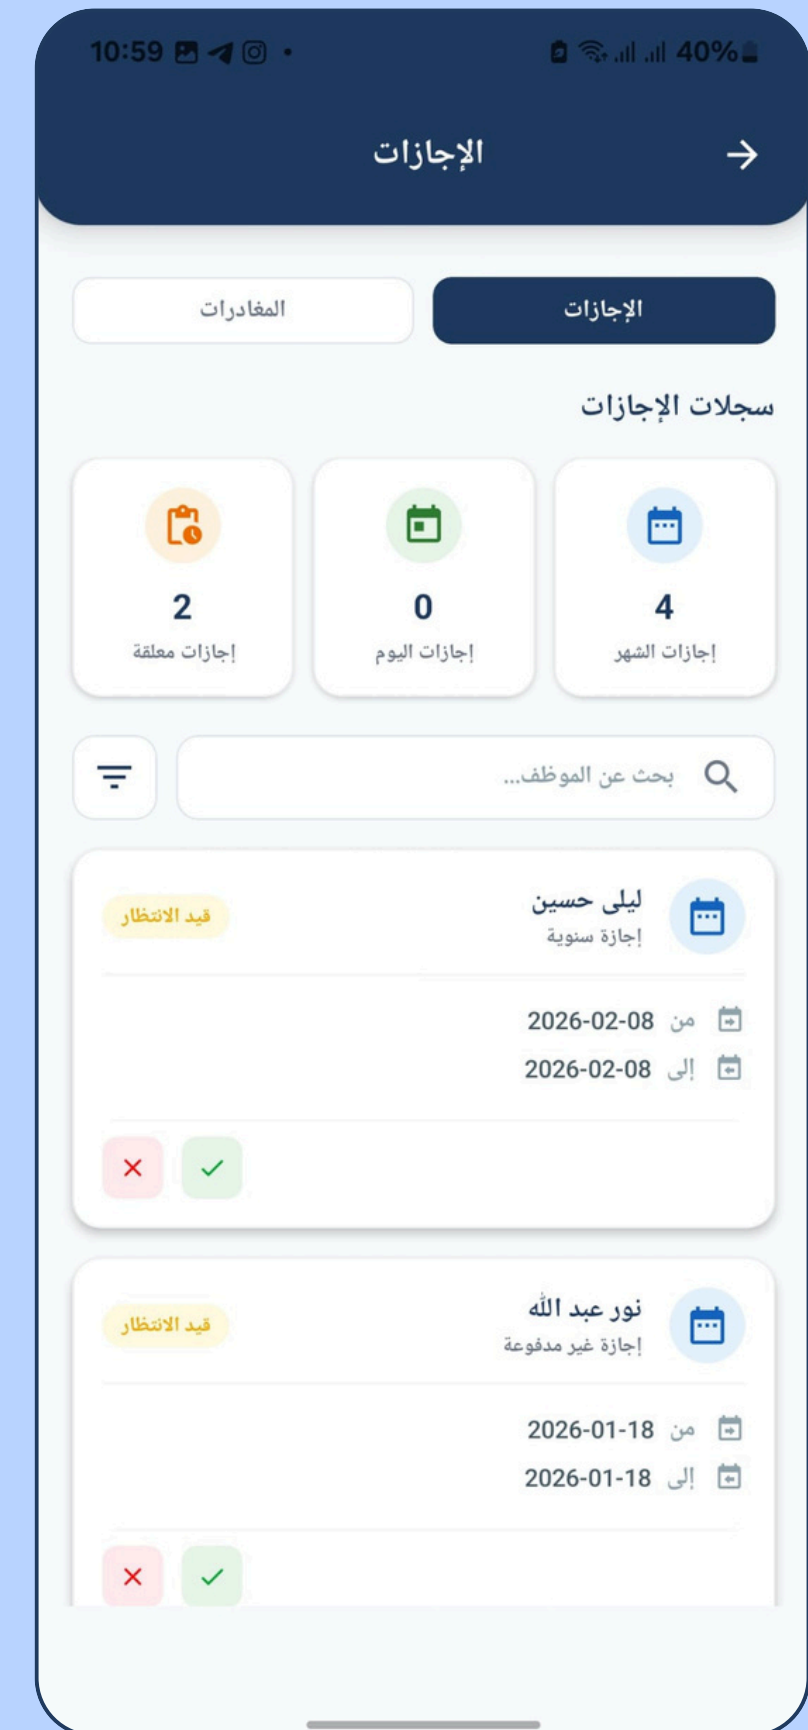 10:59
40%
الإجازات
الإجازات
المغادرات
سجلات الإجازات
4
إجازات الشهر
0
إجازات اليوم
2
إجازات معلقة
بحث عن الموظف...
ليلى حسين
قيد الانتظار
إجازة سنوية
من 2026-02-08
إلى 2026-02-08
نور عبد الله
قيد الانتظار
إجازة غير مدفوعة
من 2026-01-18
إلى 2026-01-18